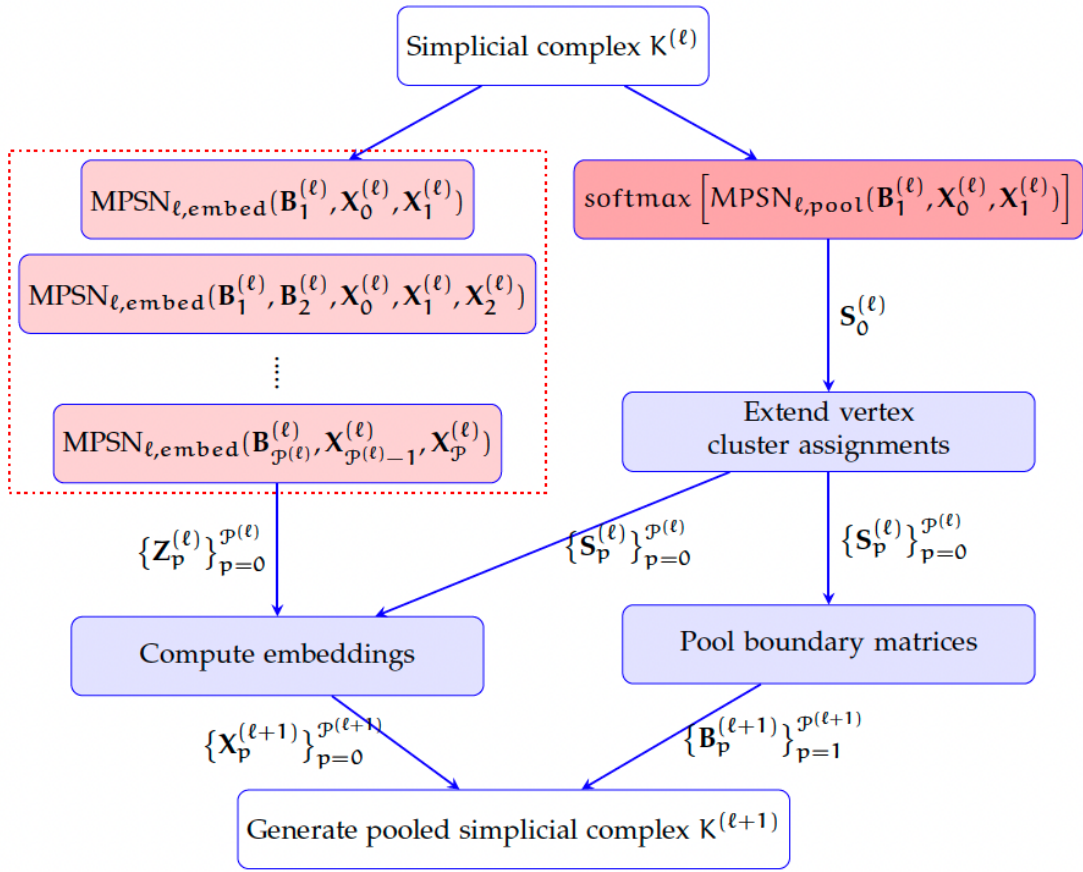 Simplicial complex K^(ℓ)
MPSN_ℓ,embed(B_1^(ℓ), X_0^(ℓ), X_1^(ℓ))
softmax [MPSN_ℓ,pool(B_1^(ℓ), X_0^(ℓ), X_1^(ℓ))]
MPSN_ℓ,embed(B_1^(ℓ), B_2^(ℓ), X_0^(ℓ), X_1^(ℓ), X_2^(ℓ))
S_0^(ℓ)
⋮
MPSN_ℓ,embed(B_𝒫^(ℓ)^(ℓ), X_𝒫^(ℓ)−1^(ℓ), X_𝒫^(ℓ))
Extend vertex
cluster assignments
{Z_p^(ℓ)}_p=0^𝒫^(ℓ)
{S_p^(ℓ)}_p=0^𝒫^(ℓ)
{S_p^(ℓ)}_p=0^𝒫^(ℓ)
Compute embeddings
Pool boundary matrices
{X_p^(ℓ+1)}_p=0^𝒫^(ℓ+1)
{B_p^(ℓ+1)}_p=1^𝒫^(ℓ+1)
Generate pooled simplicial complex K^(ℓ+1)